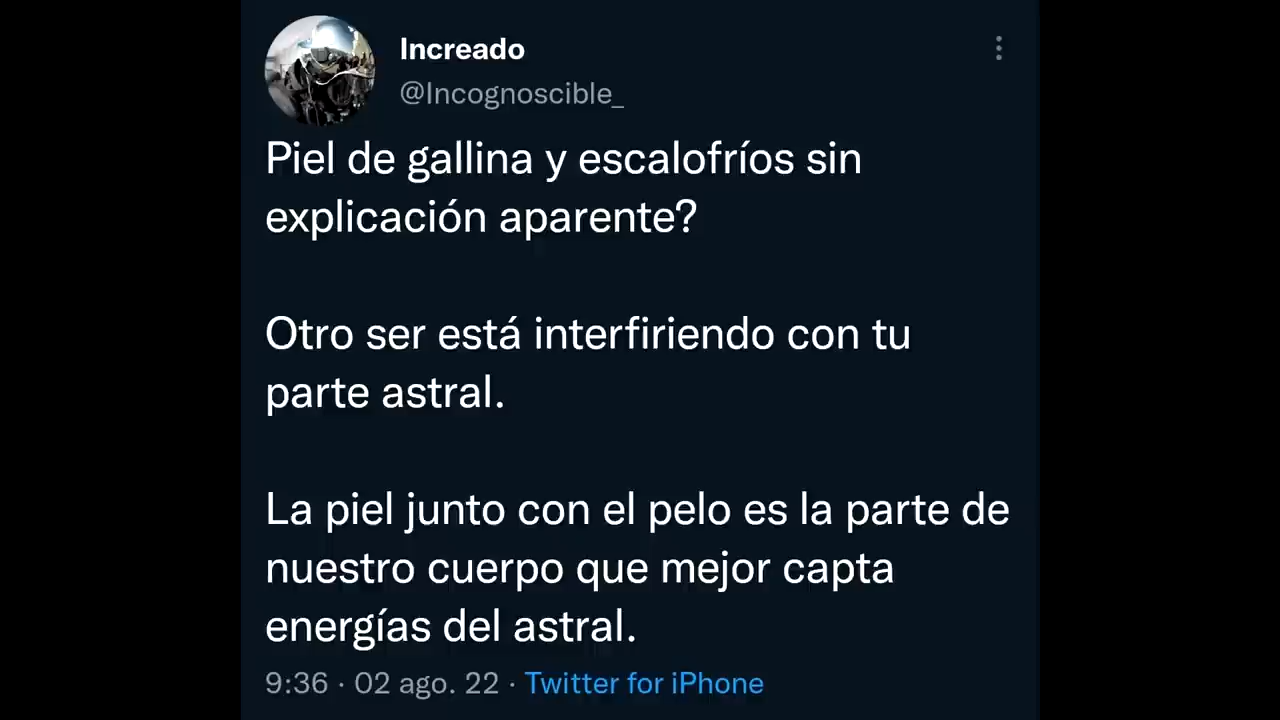 Increado
@Incognoscible_
Piel de gallina y escalofríos sin
explicación aparente?
Otro ser está interfiriendo con tu
parte astral.
La piel junto con el pelo es la parte de
nuestro cuerpo que mejor capta
energías del astral.
9:36 · 02 ago. 22 · Twitter for iPhone